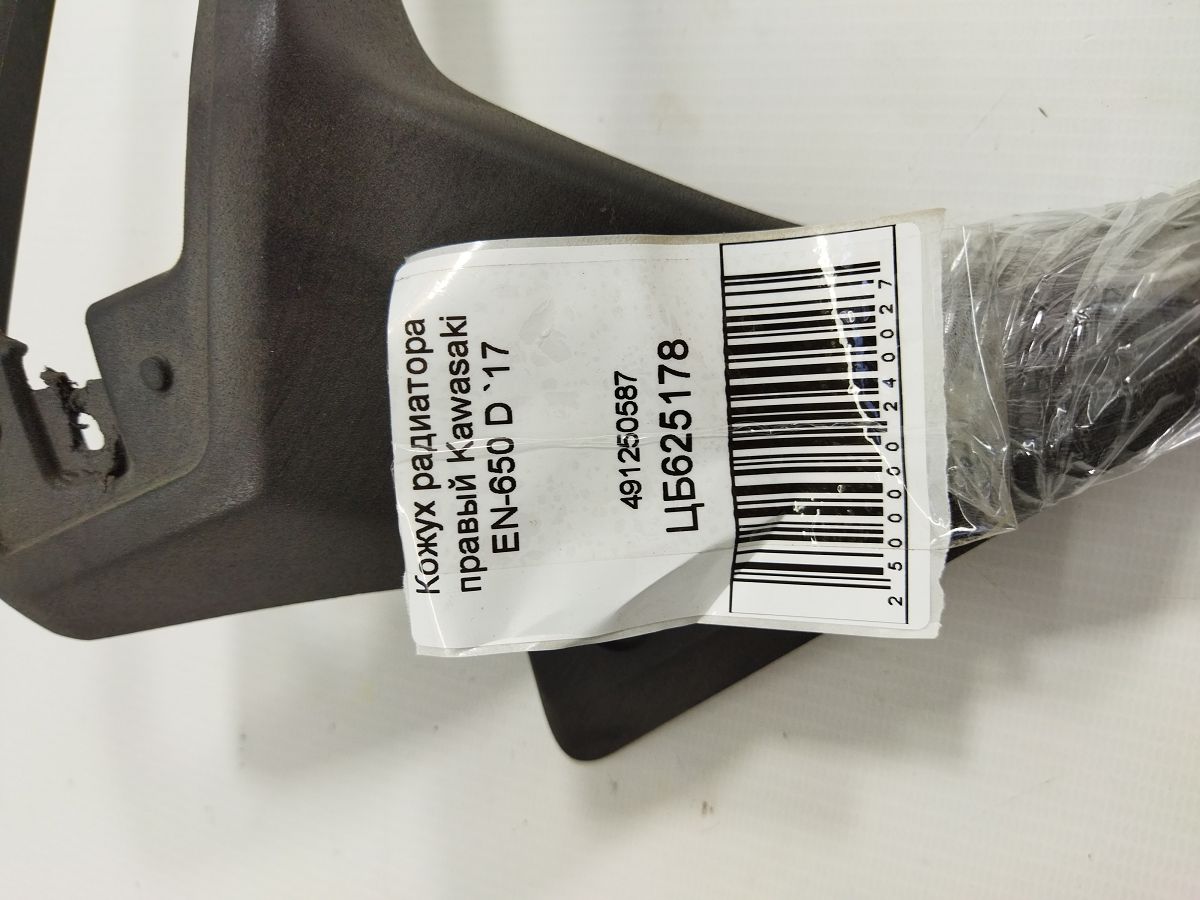 Кожух радиатора
правый Kawasaki
EN-650 D `17
491250587
ЦБ625178
2500000240027